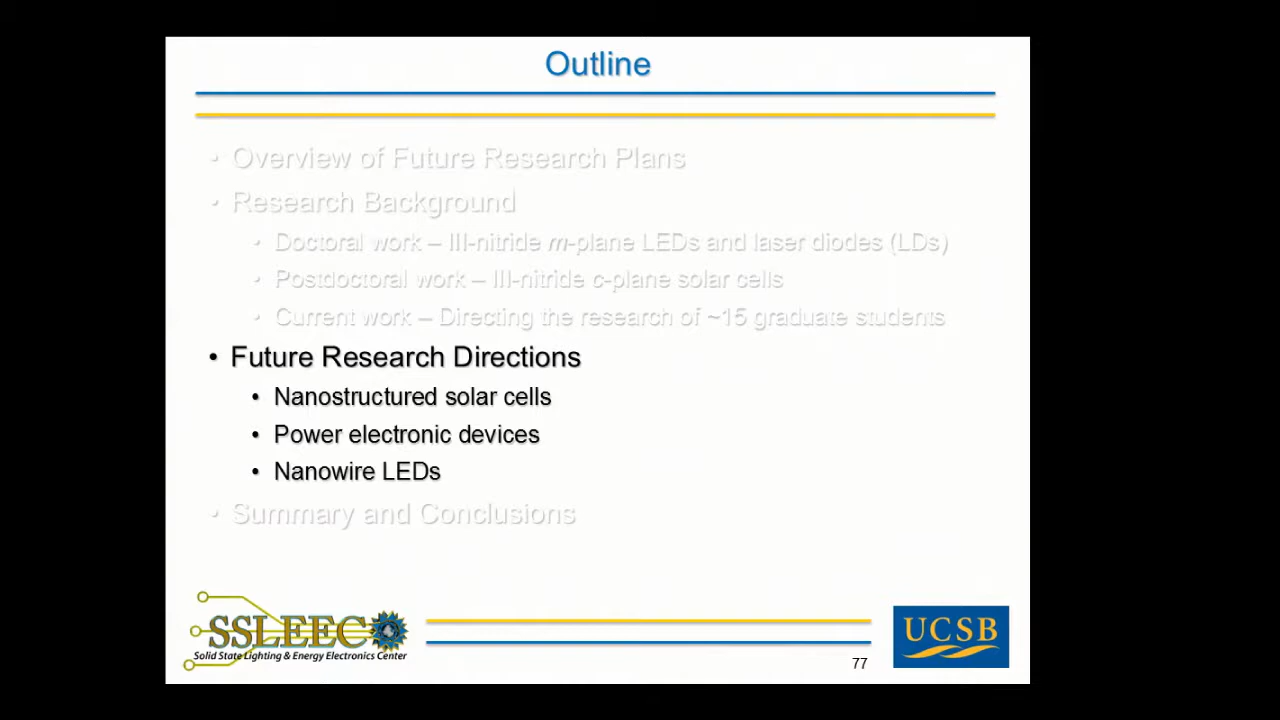 Outline
• Overview of Future Research Plans
• Research Background
• Doctoral work – III-nitride m-plane LEDs and laser diodes (LDs)
• Postdoctoral work – III-nitride c-plane solar cells
• Current work – Directing the research of ~15 graduate students
• Future Research Directions
• Nanostructured solar cells
• Power electronic devices
• Nanowire LEDs
• Summary and Conclusions
SSLEEC
Solid State Lighting & Energy Electronics Center
77
UCSB